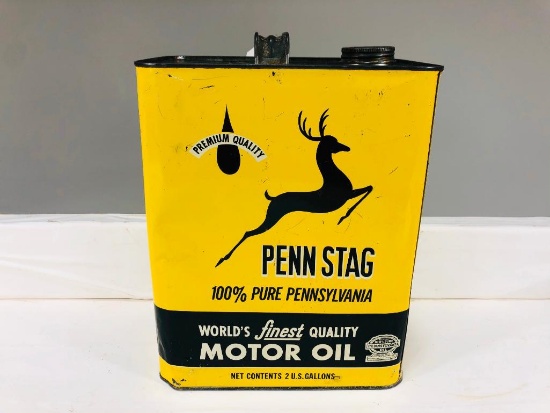 PREMIUM QUALITY
PENN STAG
100% PURE PENNSYLVANIA
WORLD'S finest QUALITY
MOTOR OIL
NET CONTENTS 2 U.S. GALLONS